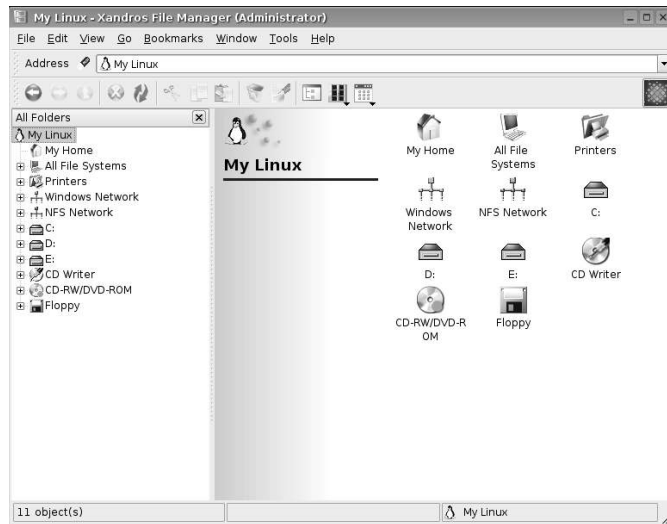 My Linux - Xandros File Manager (Administrator)
File Edit View Go Bookmarks Window Tools Help
Address My Linux
All Folders
My Linux
My Home
All File Systems
Printers
Windows Network
NFS Network
C:
D:
E:
CD Writer
CD-RW/DVD-ROM
Floppy
My Linux
My Home
All File
Systems
Printers
Windows
Network
NFS Network
C:
D:
E:
CD Writer
CD-RW/DVD-R
OM
Floppy
11 object(s)
My Linux